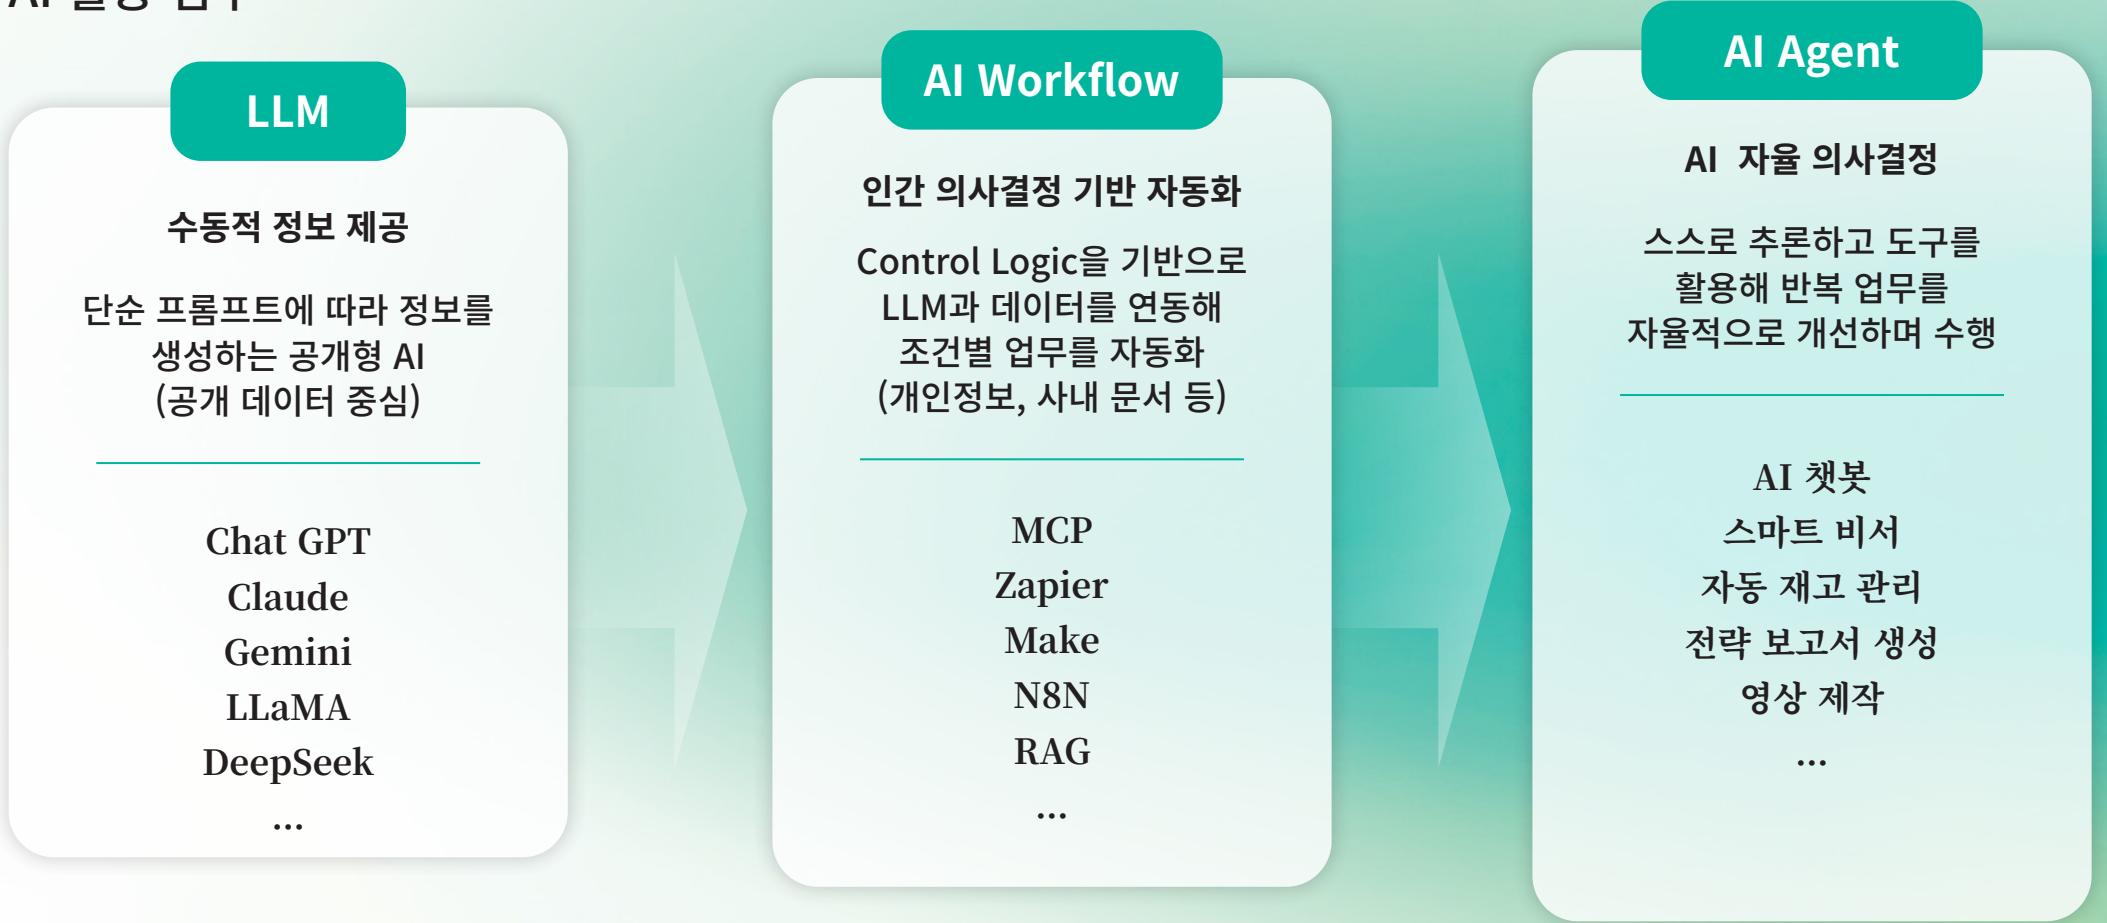 LLM
수동적 정보 제공
단순 프롬프트에 따라 정보를
생성하는 공개형 AI
(공개 데이터 중심)
Chat GPT
Claude
Gemini
LLaMA
DeepSeek
...
AI Workflow
인간 의사결정 기반 자동화
Control Logic을 기반으로
LLM과 데이터를 연동해
조건별 업무를 자동화
(개인정보, 사내 문서 등)
MCP
Zapier
Make
N8N
RAG
...
AI Agent
AI 자율 의사결정
스스로 추론하고 도구를
활용해 반복 업무를
자율적으로 개선하며 수행
AI 챗봇
스마트 비서
자동 재고 관리
전략 보고서 생성
영상 제작
...